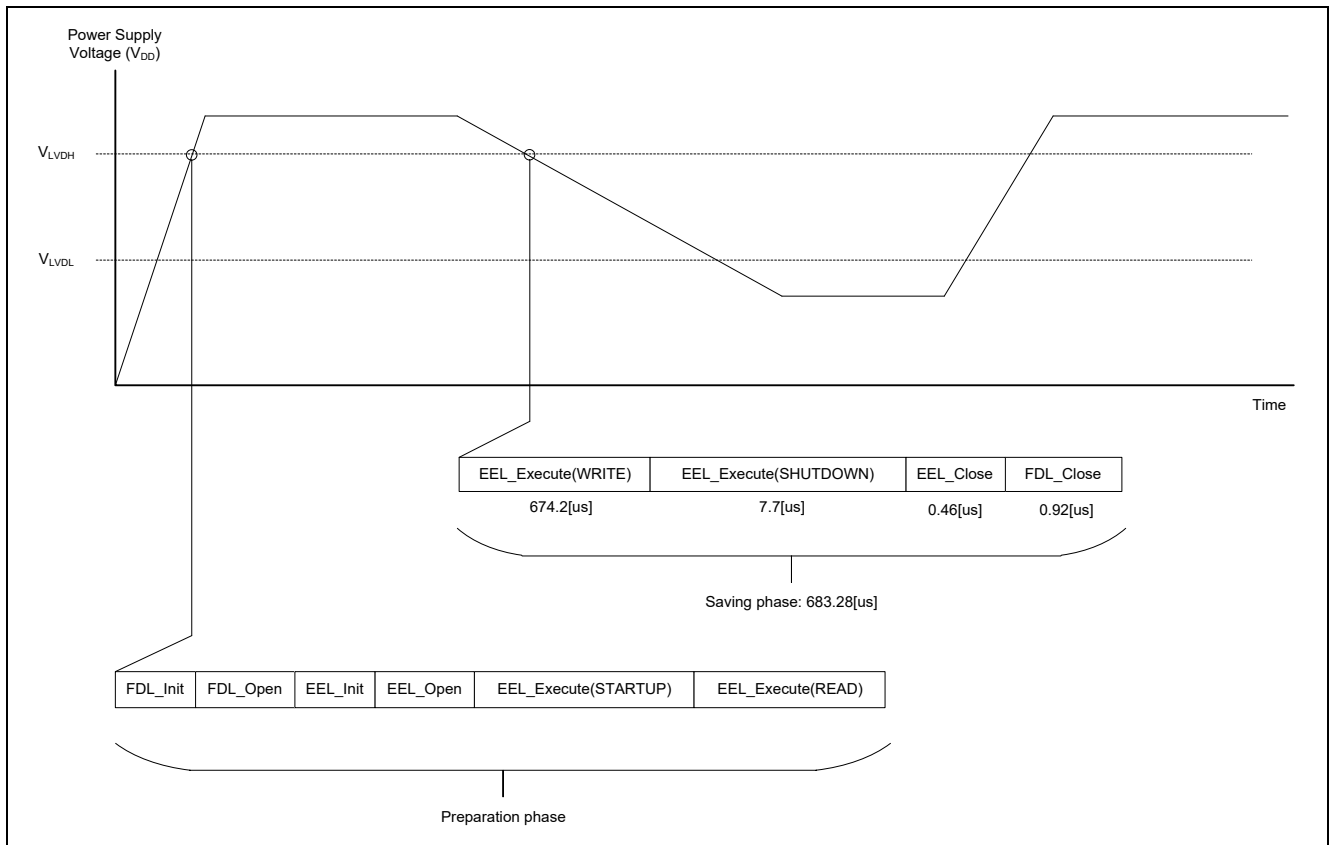 Power Supply
Voltage (VDD)
VLVDH
VLVDL
Time
EEL_Execute(WRITE) EEL_Execute(SHUTDOWN) EEL_Close FDL_Close
674.2[us] 7.7[us] 0.46[us] 0.92[us]
Saving phase: 683.28[us]
FDL_Init FDL_Open EEL_Init EEL_Open EEL_Execute(STARTUP) EEL_Execute(READ)
Preparation phase